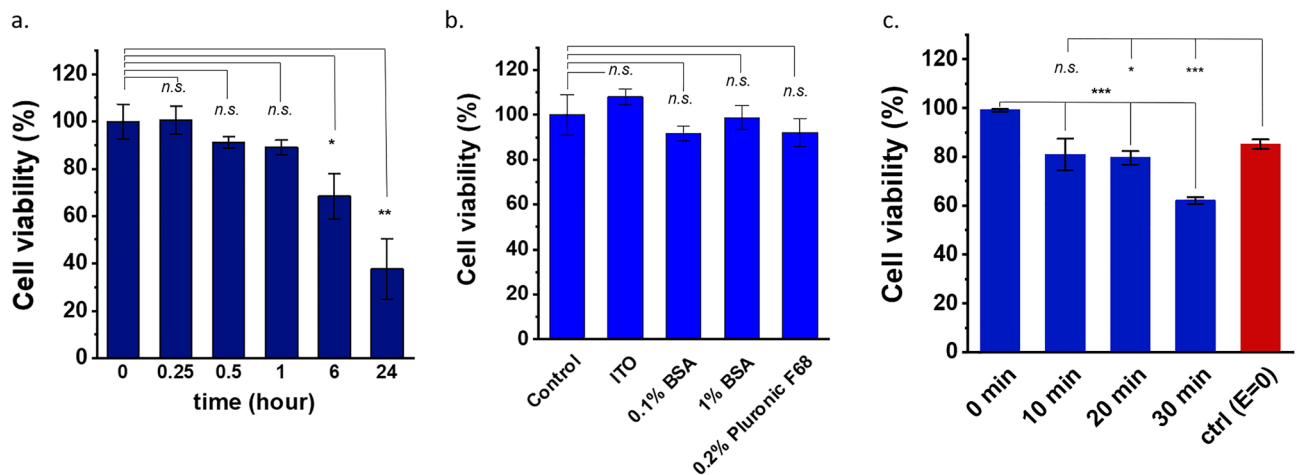 a.
Cell viability (%)
120
100
80
60
40
20
0
n.s.
n.s.
n.s.
*
**
0 0.25 0.5 1 6 24
time (hour)
b.
Cell viability (%)
120
100
80
60
40
20
0
n.s.
n.s.
n.s.
n.s.
Control
ITO
0.1% BSA
1% BSA
0.2% Pluronic F68
c.
Cell viability (%)
120
100
80
60
40
20
0
n.s. * ***
***
0 min
10 min
20 min
30 min
ctrl (E=0)